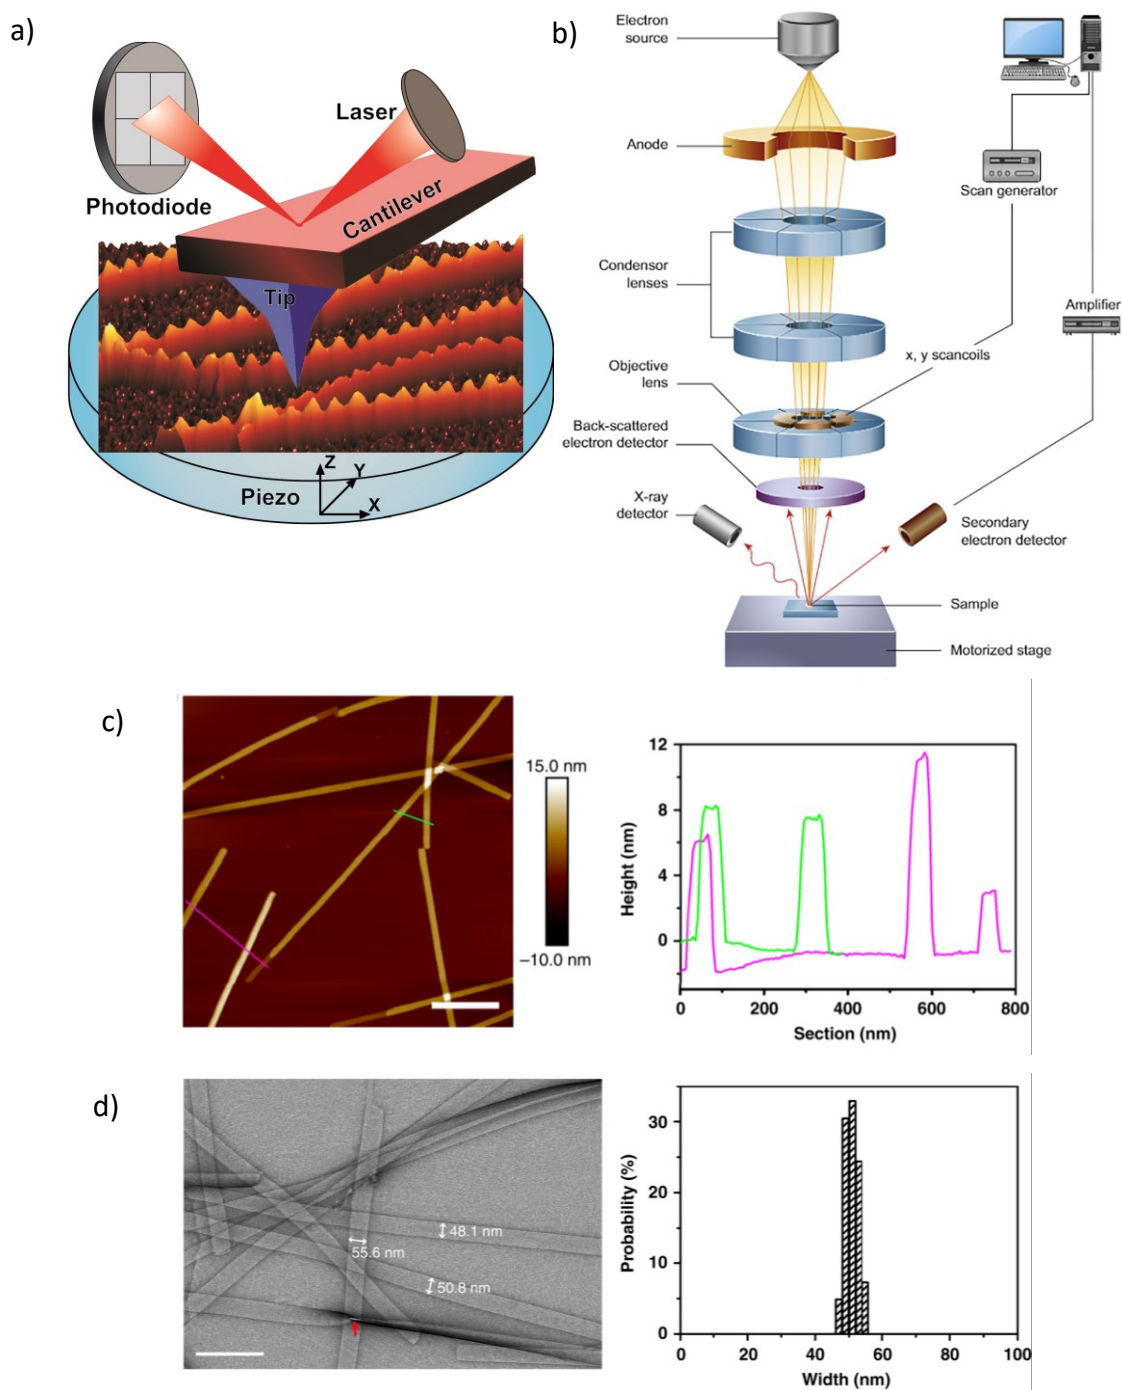 a)
Photodiode
Laser
Cantilever
Tip
Piezo
Z
Y
X
b)
Electron
source
Anode
Scan generator
Condensor
lenses
Amplifier
x, y scancoils
Objective
lens
Back-scattered
electron detector
X-ray
detector
Secondary
electron detector
Sample
Motorized stage
c)
15.0 nm
−10.0 nm
12
8
4
0
Height (nm)
0
200
400
600
800
Section (nm)
d)
48.1 nm
55.6 nm
50.8 nm
30
20
10
0
Probability (%)
0
20
40
60
80
100
Width (nm)